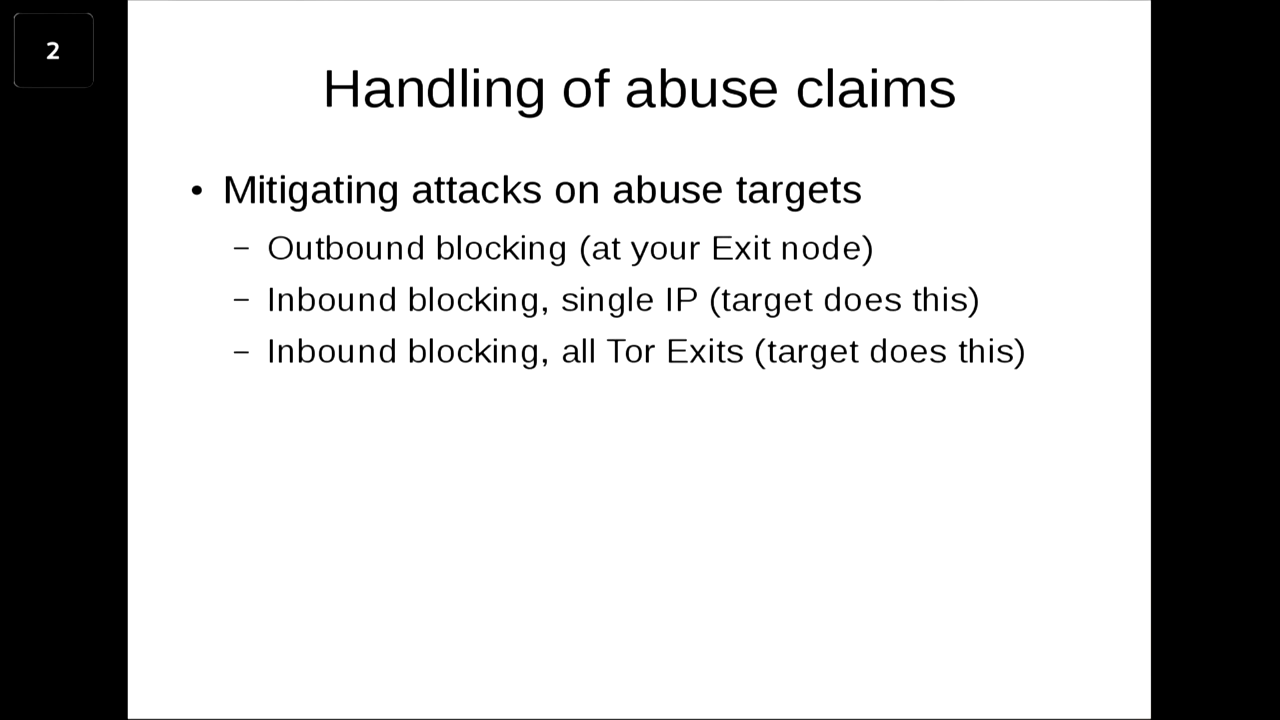 2
Handling of abuse claims
• Mitigating attacks on abuse targets
– Outbound blocking (at your Exit node)
– Inbound blocking, single IP (target does this)
– Inbound blocking, all Tor Exits (target does this)